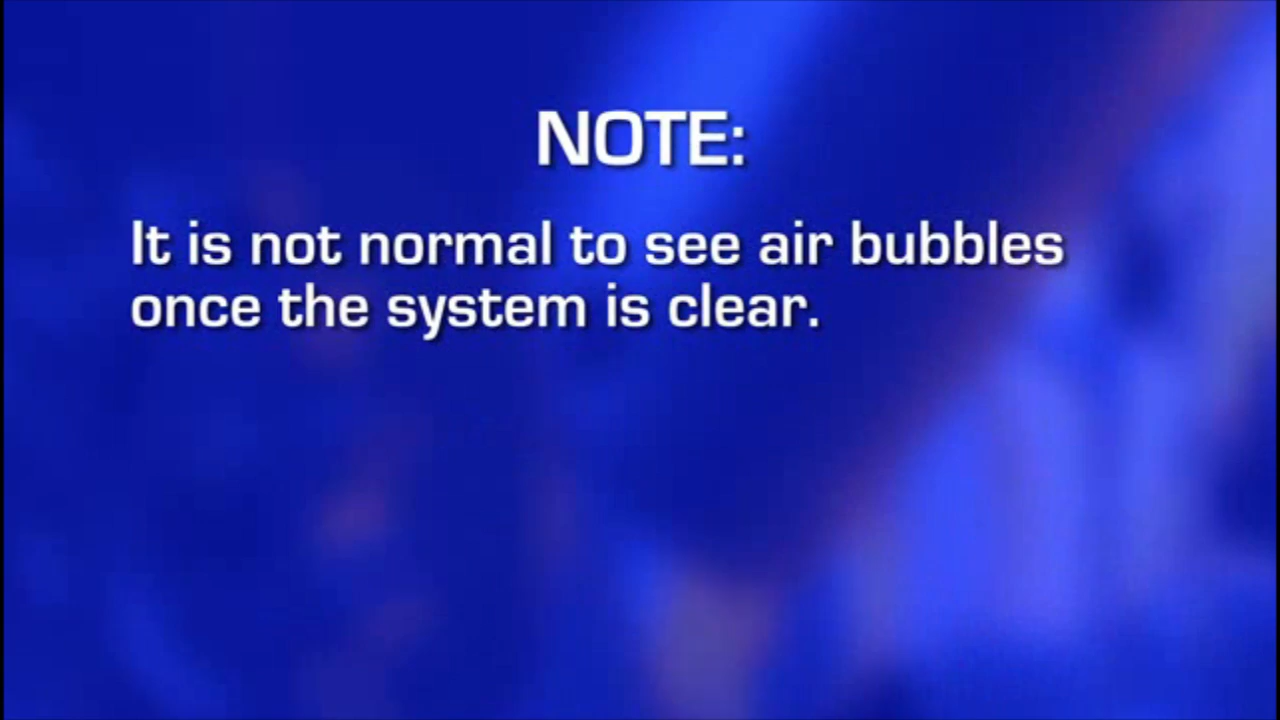 NOTE:
It is not normal to see air bubbles
once the system is clear.